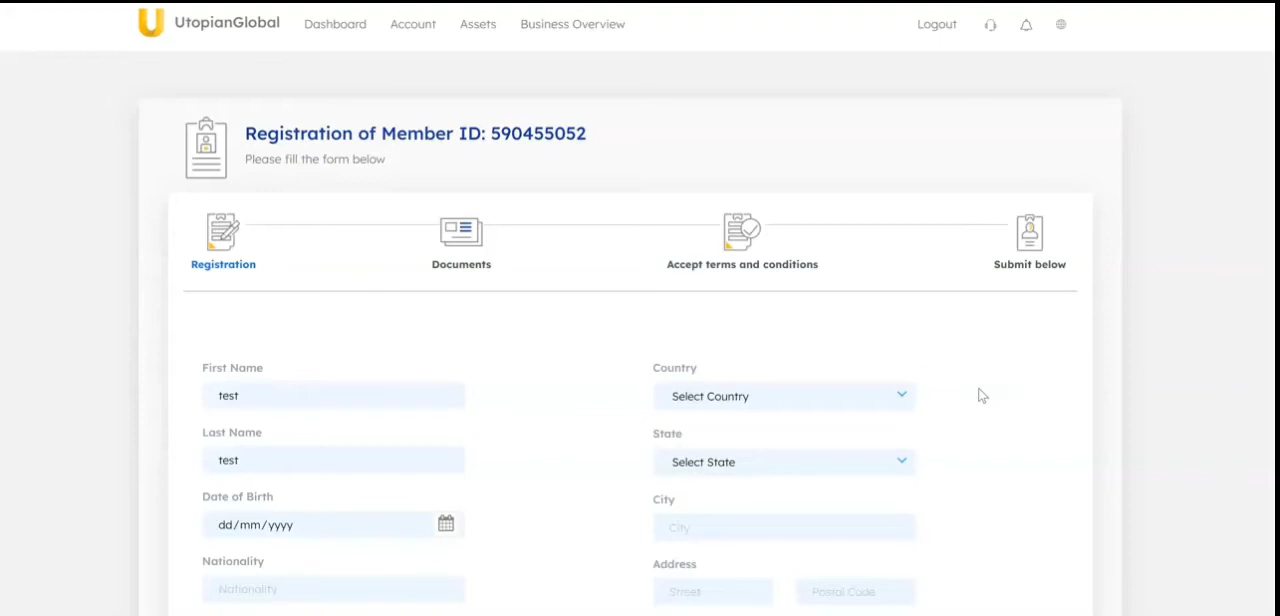 UtopianGlobal Dashboard Account Assets Business Overview Logout
Registration of Member ID: 590455052
Please fill the form below
Registration Documents Accept terms and conditions Submit below
First Name Country
test Select Country
Last Name State
test Select State
Date of Birth City
dd/mm/yyyy City
Nationality Address
Nationality Street Postal Code